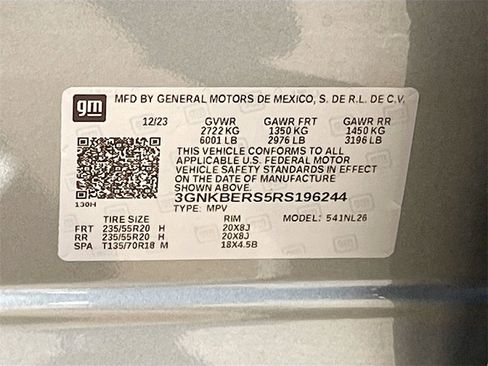 gm
MFD BY GENERAL MOTORS DE MEXICO, S. DE R.L. DE C.V.
12/23 GVWR GAWR FRT GAWR RR
2722 KG 1350 KG 1450 KG
6001 LB 2976 LB 3196 LB
THIS VEHICLE CONFORMS TO ALL
APPLICABLE U.S. FEDERAL MOTOR
VEHICLE SAFETY STANDARDS IN EFFECT
ON THE DATE OF MANUFACTURE
SHOWN ABOVE.
3GNKBERS5RS196244
130H
TYPE: MPV
TIRE SIZE RIM MODEL: 541NL26
FRT 235/55R20 H 20X8J
RR 235/55R20 H 20X8J
SPA T135/70R18 M 18X4.5B